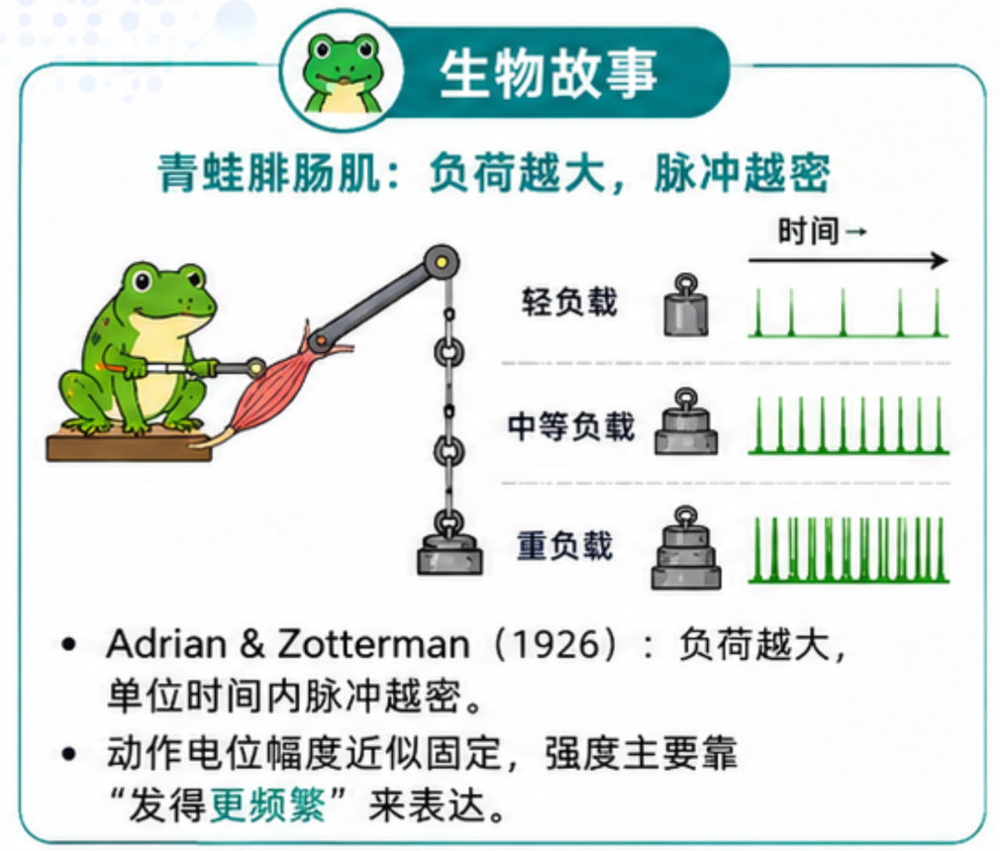 生物故事
青蛙腓肠肌：负荷越大，脉冲越密
时间→
轻负载
中等负载
重负载
• Adrian & Zotterman（1926）：负荷越大，
单位时间内脉冲越密。
• 动作电位幅度近似固定，强度主要靠
“发得更频繁”来表达。